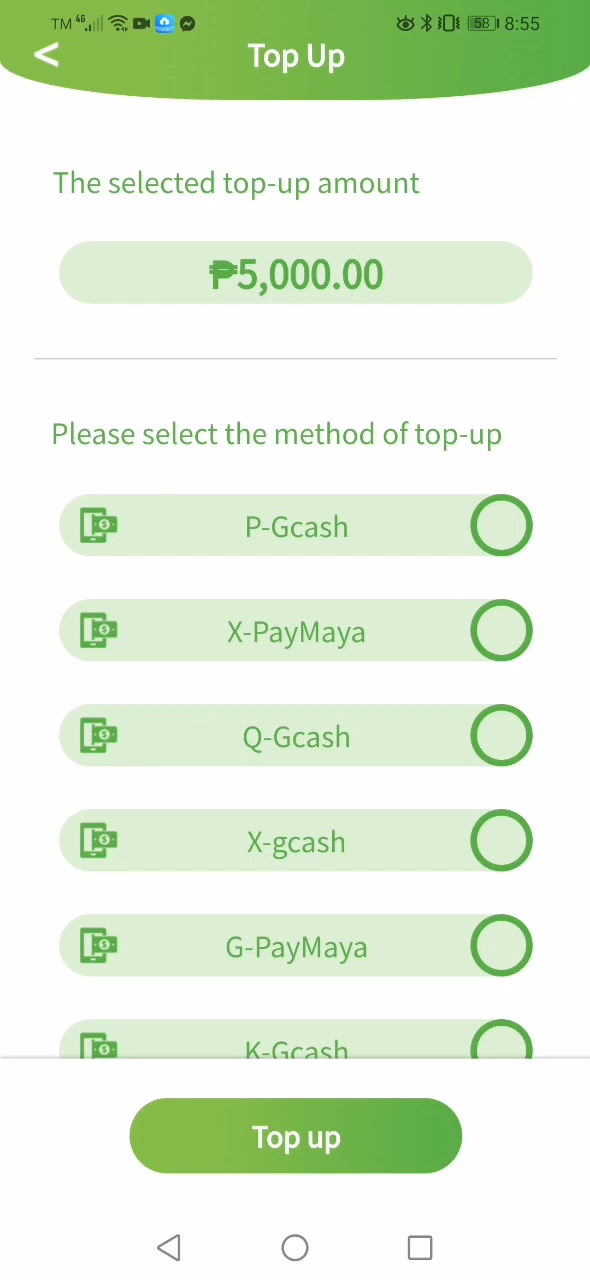 TM 4G 58 8:55
Top Up
The selected top-up amount
₱5,000.00
Please select the method of top-up
P-Gcash
X-PayMaya
Q-Gcash
X-gcash
G-PayMaya
K-Gcash
Top up